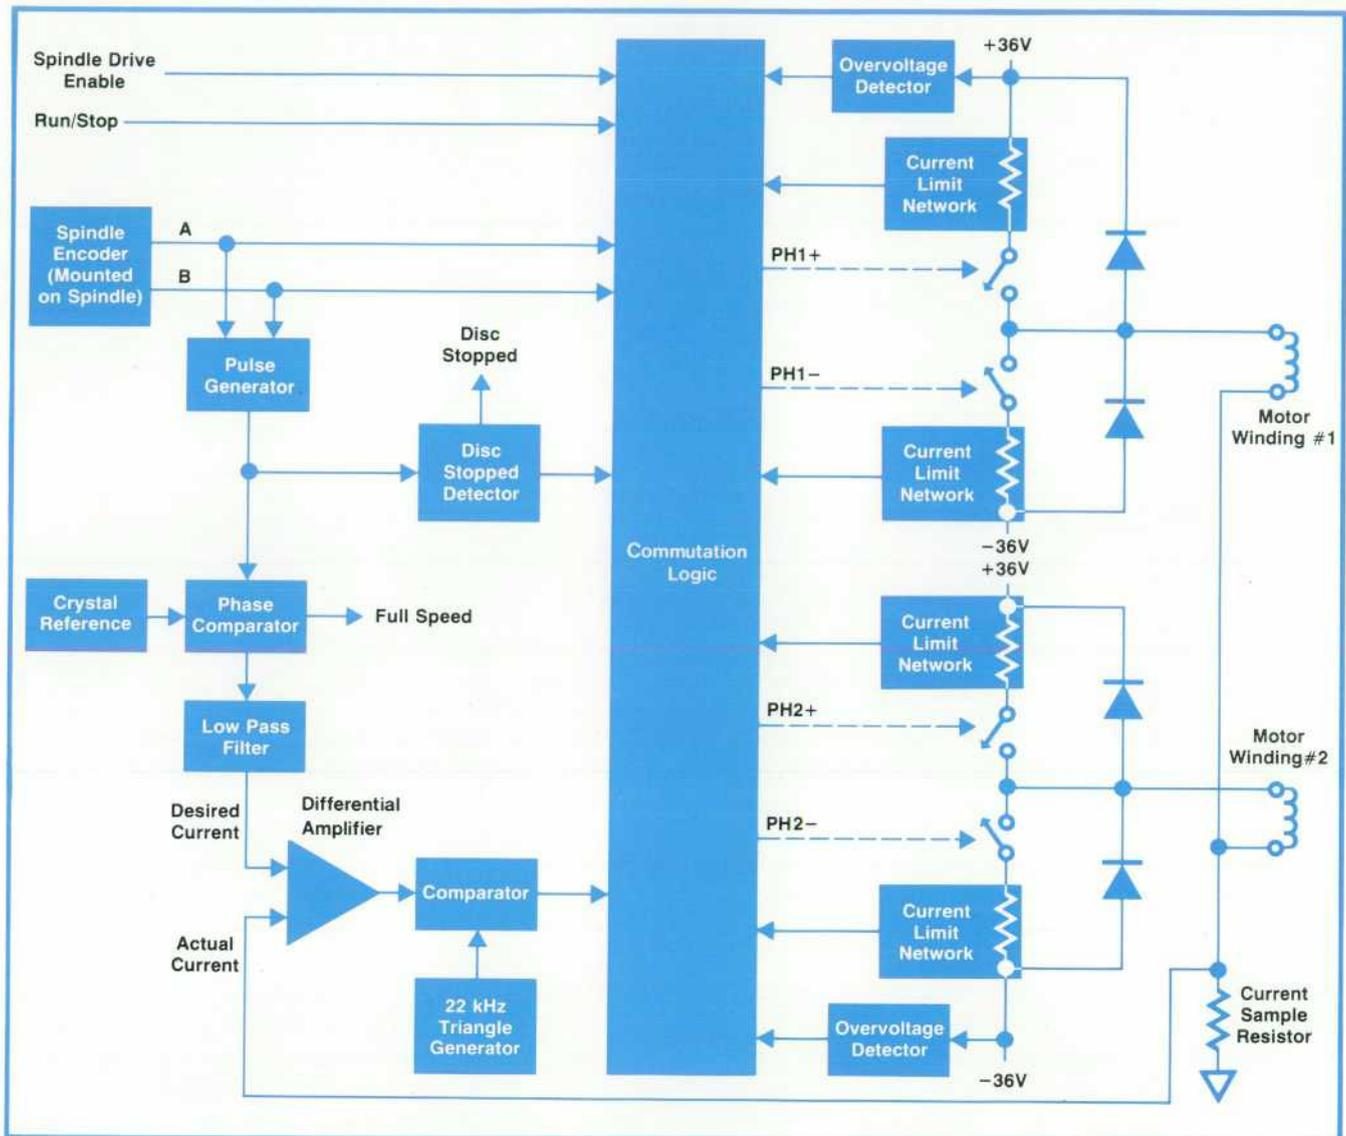 Spindle Drive
Enable
Run/Stop
Spindle
Encoder
(Mounted
on Spindle)
A
B
Pulse
Generator
Disc
Stopped
Disc
Stopped
Detector
Crystal
Reference
Phase
Comparator
Full Speed
Low Pass
Filter
Desired
Current
Differential
Amplifier
Actual
Current
Comparator
22 kHz
Triangle
Generator
Commutation
Logic
+36V
Overvoltage
Detector
Current
Limit
Network
PH1+
PH1−
Current
Limit
Network
−36V
+36V
Current
Limit
Network
PH2+
PH2−
Current
Limit
Network
Overvoltage
Detector
−36V
Motor
Winding #1
Motor
Winding#2
Current
Sample
Resistor